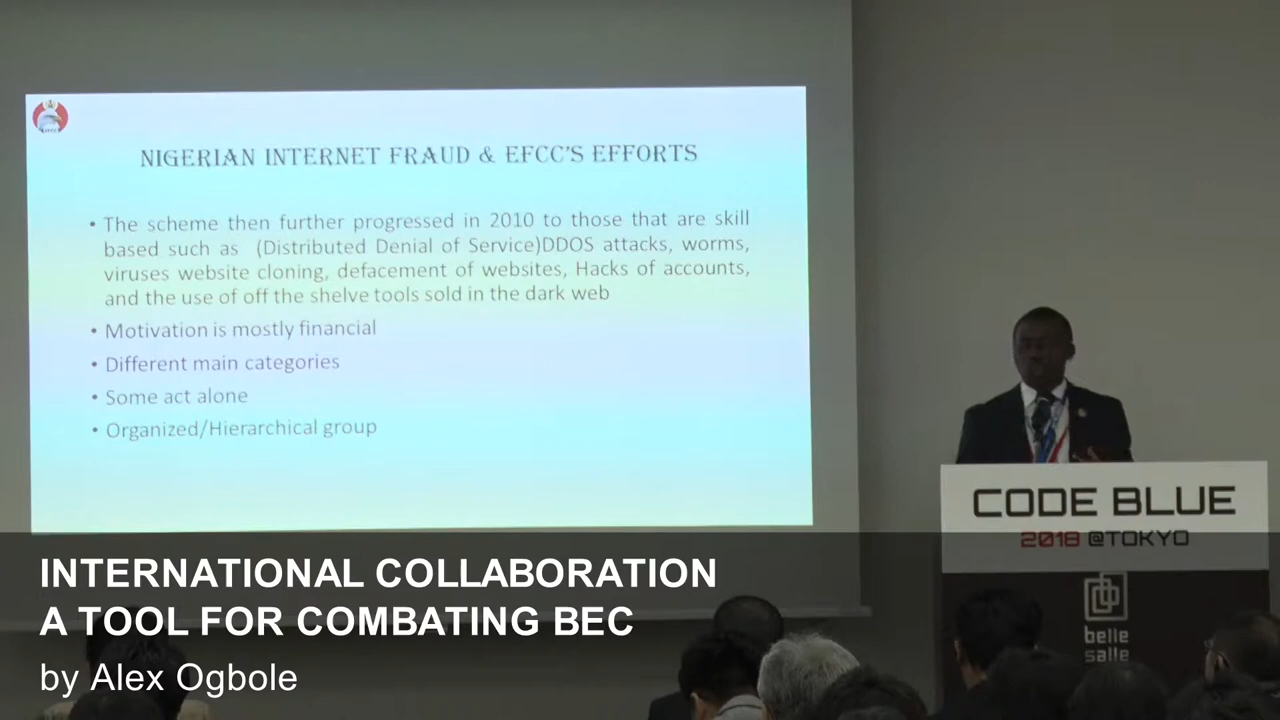 NIGERIAN INTERNET FRAUD & EFCC'S EFFORTS
• The scheme then further progressed in 2010 to those that are skill
based such as (Distributed Denial of Service)DDOS attacks, worms,
viruses website cloning, defacement of websites, Hacks of accounts,
and the use of off the shelve tools sold in the dark web
• Motivation is mostly financial
• Different main categories
• Some act alone
• Organized/Hierarchical group
CODE BLUE
2018 @TOKYO
belle
salle
INTERNATIONAL COLLABORATION
A TOOL FOR COMBATING BEC
by Alex Ogbole